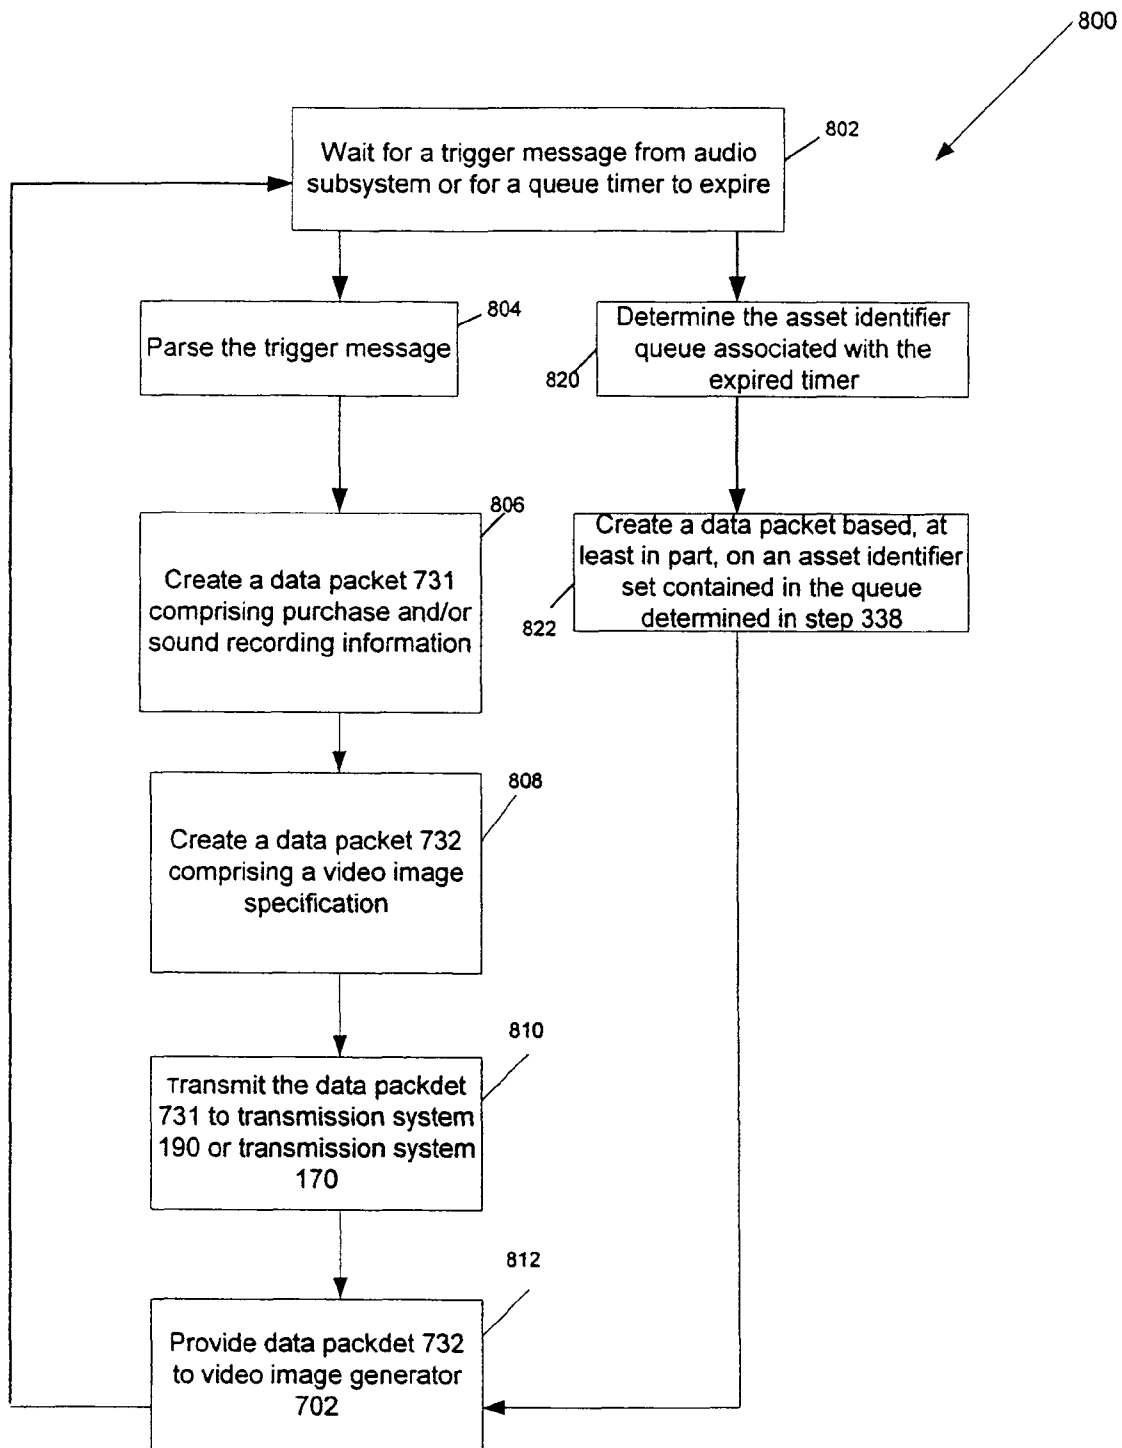 800
802
Wait for a trigger message from audio
subsystem or for a queue timer to expire
804
Parse the trigger message
Determine the asset identifier
queue associated with the
expired timer
820
806
Create a data packet 731
comprising purchase and/or
sound recording information
Create a data packet based, at
least in part, on an asset identifier
set contained in the queue
determined in step 338
822
808
Create a data packet 732
comprising a video image
specification
810
Transmit the data packdet
731 to transmission system
190 or transmission system
170
812
Provide data packdet 732
to video image generator
702